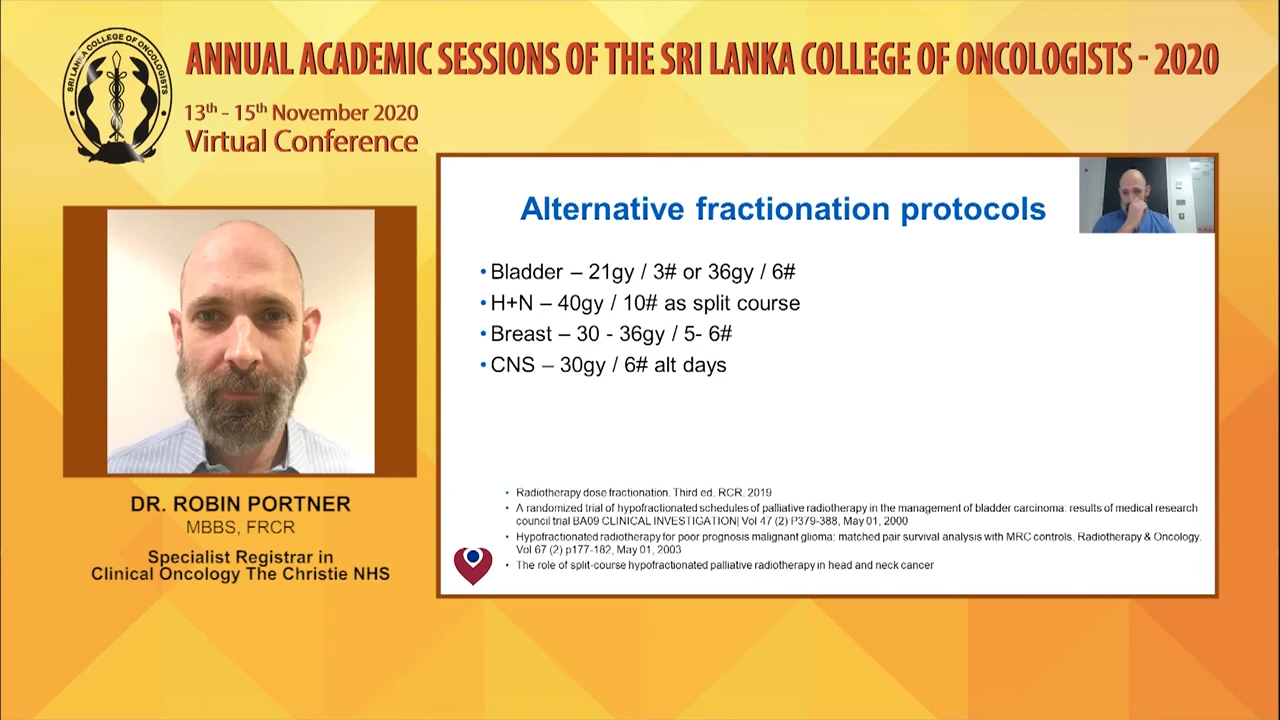 SRI LANKA COLLEGE OF ONCOLOGISTS
ANNUAL ACADEMIC SESSIONS OF THE SRI LANKA COLLEGE OF ONCOLOGISTS - 2020
13th - 15th November 2020
Virtual Conference
Alternative fractionation protocols
• Bladder – 21gy / 3# or 36gy / 6#
• H+N – 40gy / 10# as split course
• Breast – 30 - 36gy / 5- 6#
• CNS – 30gy / 6# alt days
• Radiotherapy dose fractionation. Third ed. RCR. 2019
• A randomized trial of hypofractionated schedules of palliative radiotherapy in the management of bladder carcinoma: results of medical research
council trial BA09 CLINICAL INVESTIGATION| Vol 47 (2) P379-388, May 01, 2000
• Hypofractionated radiotherapy for poor prognosis malignant glioma: matched pair survival analysis with MRC controls. Radiotherapy & Oncology.
Vol 67 (2) p177-182, May 01, 2003
• The role of split-course hypofractionated palliative radiotherapy in head and neck cancer
DR. ROBIN PORTNER
MBBS, FRCR
Specialist Registrar in
Clinical Oncology The Christie NHS